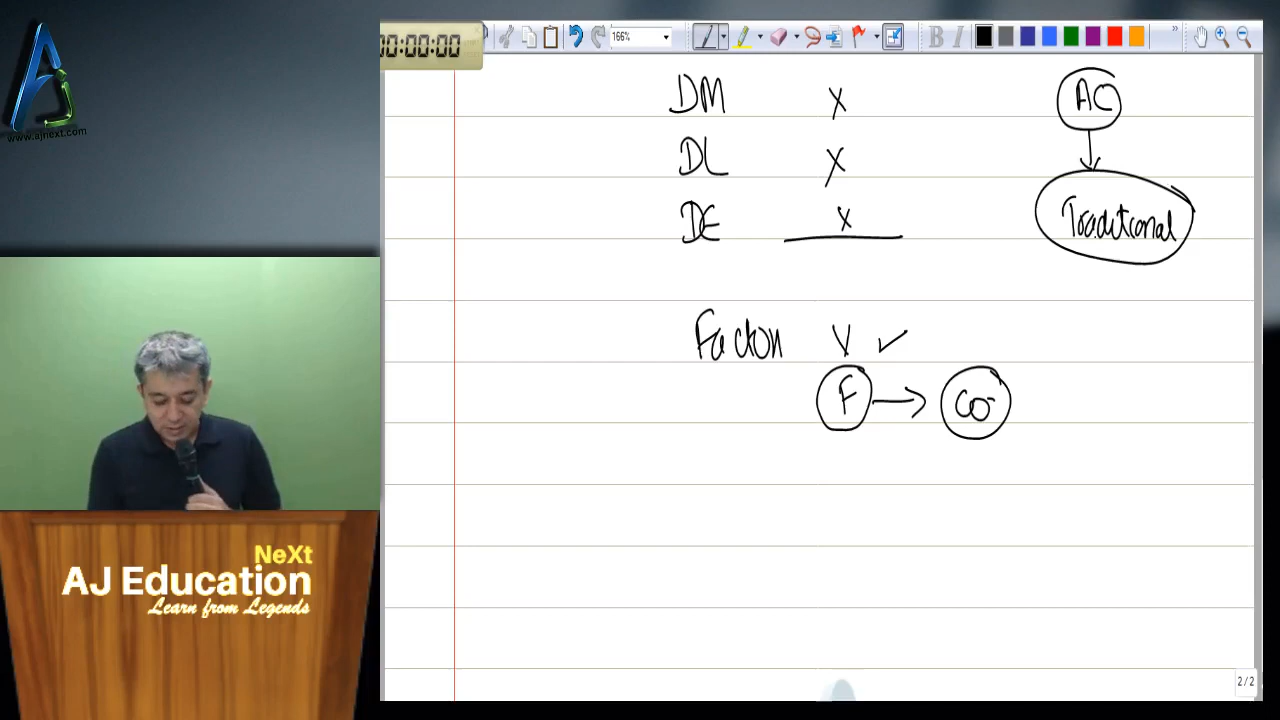 www.ajnext.com
00:00:00
166%
DM X
AC
DL X
DE X
Traditional
Factory V ✓
F → Co
NeXt
AJ Education
Learn from Legends
2/2